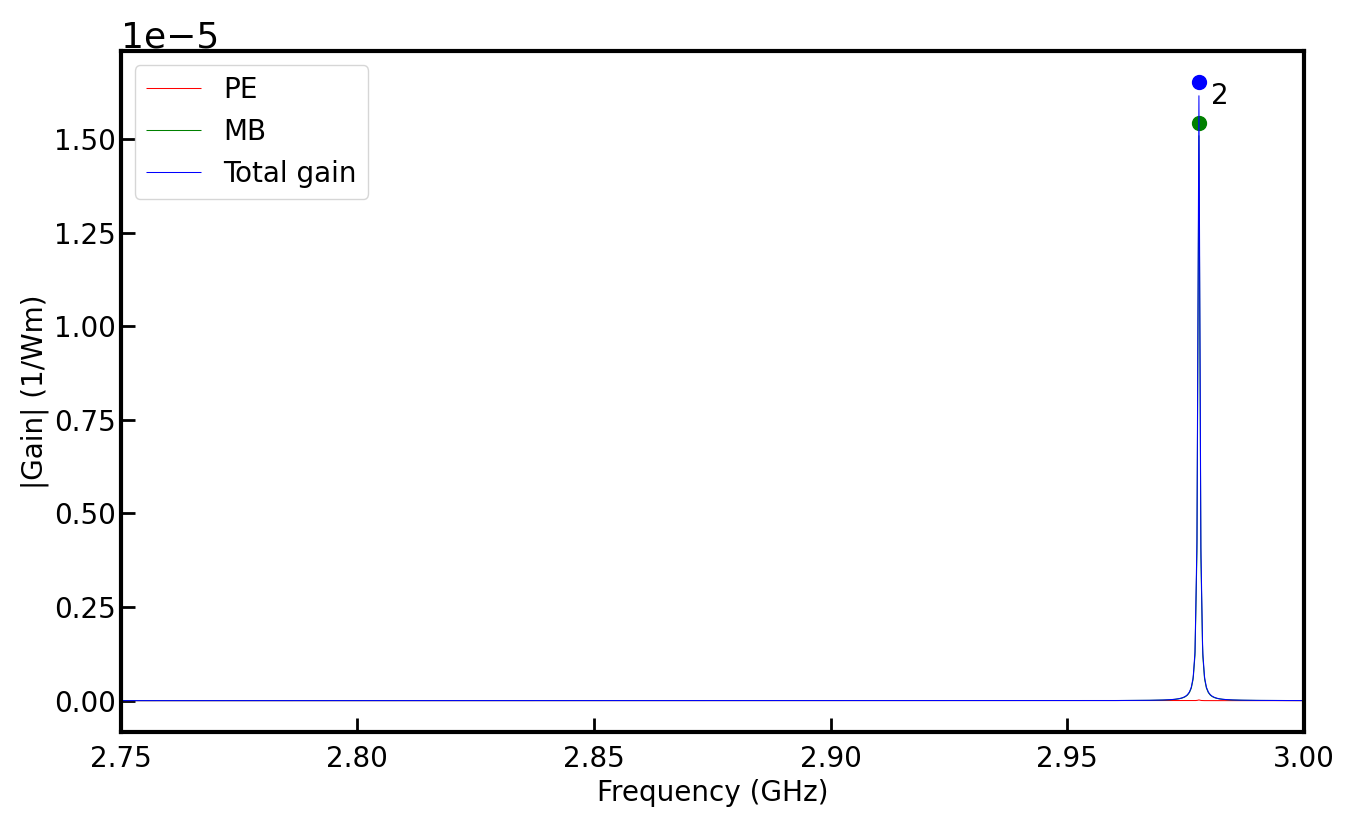 1e−5
PE
MB
Total gain
2
1.50
1.25
1.00
0.75
0.50
0.25
0.00
|Gain| (1/Wm)
2.75 2.80 2.85 2.90 2.95 3.00
Frequency (GHz)